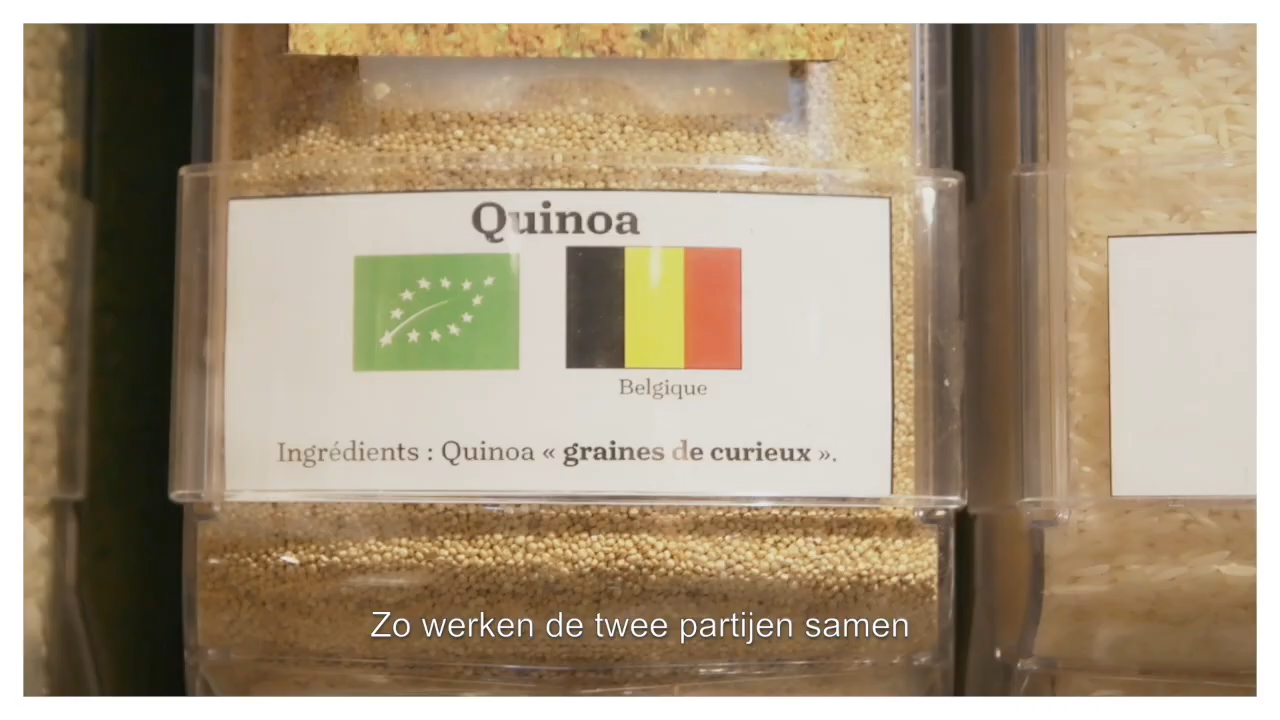 Quinoa
Belgique
Ingrédients : Quinoa « graines de curieux ».
Zo werken de twee partijen samen